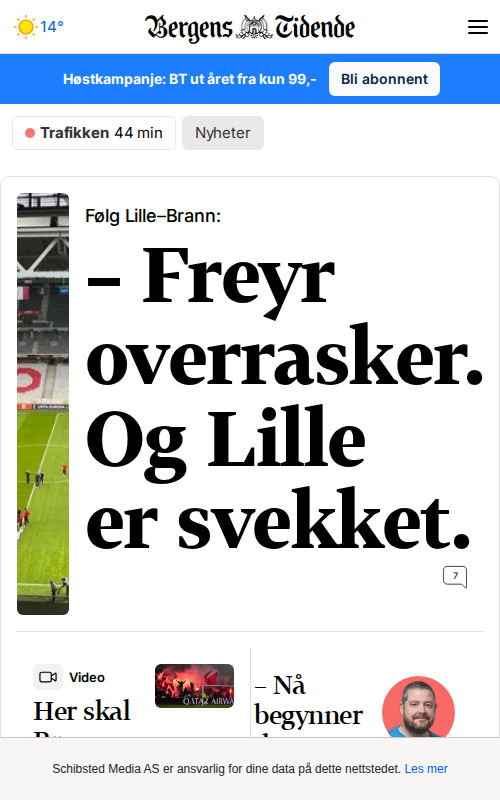 14°
Bergens Tidende
Høstkampanje: BT ut året fra kun 99,-
Bli abonnent
Trafikken 44 min
Nyheter
Følg Lille–Brann:
– Freyr
overrasker.
Og Lille
er svekket.
7
Video
Her skal
QATAR AIRWA
– Nå
begynner
Schibsted Media AS er ansvarlig for dine data på dette nettstedet. Les mer